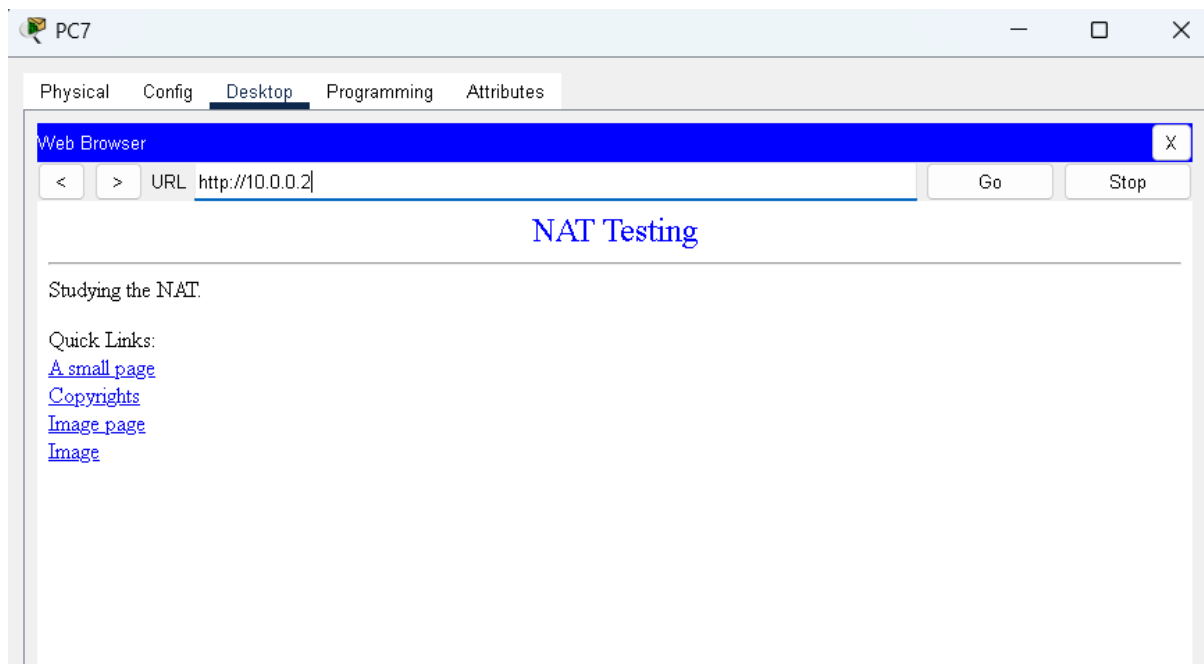 PC7
Physical Config Desktop Programming Attributes
Web Browser X
< > URL http://10.0.0.2 Go Stop
NAT Testing
Studying the NAT.
Quick Links:
A small page
Copyrights
Image page
Image